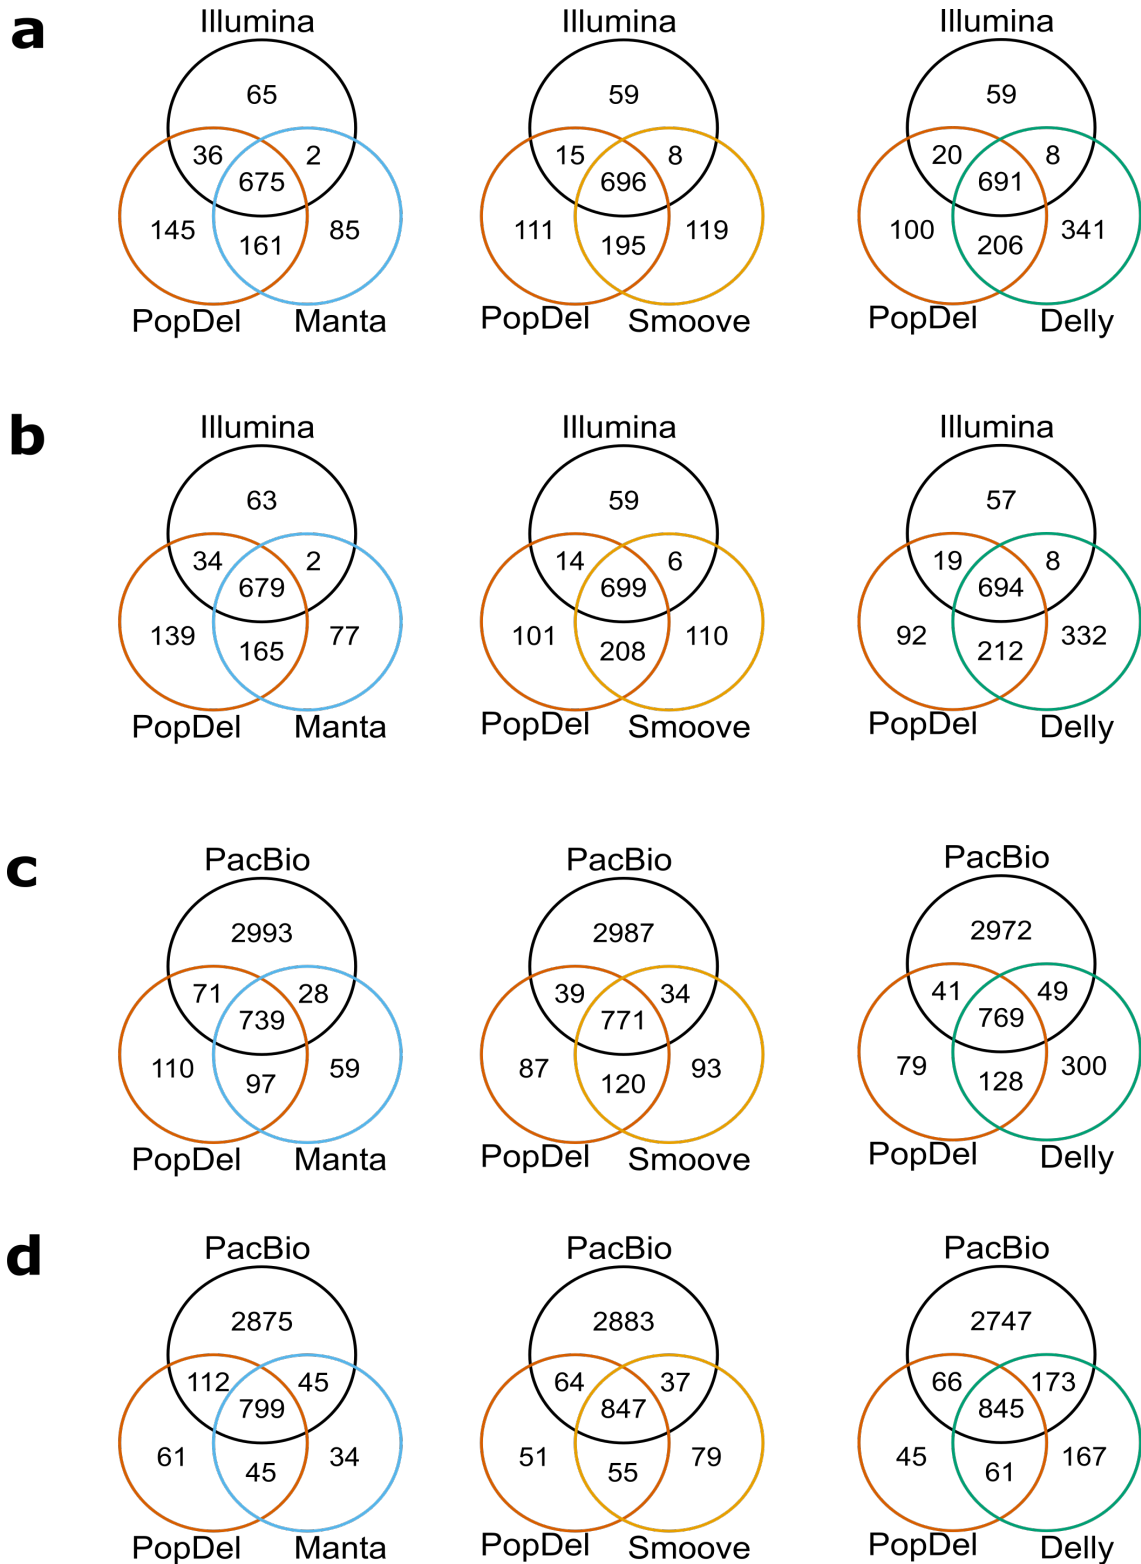 a
Illumina Illumina Illumina
65 59 59
36 2 15 8 20 8
675 696 691
145 85 111 119 100 341
161 195 206
PopDel Manta PopDel Smoove PopDel Delly
b
Illumina Illumina Illumina
63 59 57
34 2 14 6 19 8
679 699 694
139 77 101 110 92 332
165 208 212
PopDel Manta PopDel Smoove PopDel Delly
c
PacBio PacBio PacBio
2993 2987 2972
71 28 39 34 41 49
739 771 769
110 59 87 93 79 300
97 120 128
PopDel Manta PopDel Smoove PopDel Delly
d
PacBio PacBio PacBio
2875 2883 2747
112 45 64 37 66 173
799 847 845
61 34 51 79 45 167
45 55 61
PopDel Manta PopDel Smoove PopDel Delly